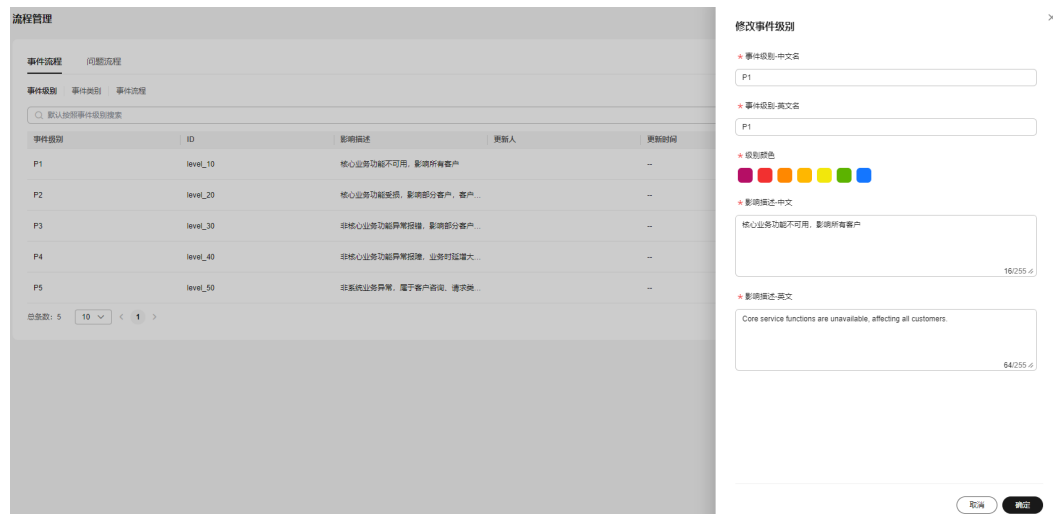 流程管理
事件流程 问题流程
事件级别 事件类别 事件流程
默认按照事件级别搜索
事件级别 ID 影响描述 更新人 更新时间
P1 level_10 核心业务功能不可用，影响所有客户 --
P2 level_20 核心业务功能受损，影响部分客户，客户... --
P3 level_30 非核心业务功能异常报错，影响部分客户... --
P4 level_40 非核心业务功能异常报障，业务时延增大... --
P5 level_50 非系统业务异常，属于客户咨询、请求类... --
总条数：5 10 1
修改事件级别
* 事件级别-中文名
P1
* 事件级别-英文名
P1
* 级别颜色
* 影响描述-中文
核心业务功能不可用，影响所有客户
16/255
* 影响描述-英文
Core service functions are unavailable, affecting all customers.
64/255
取消 确定